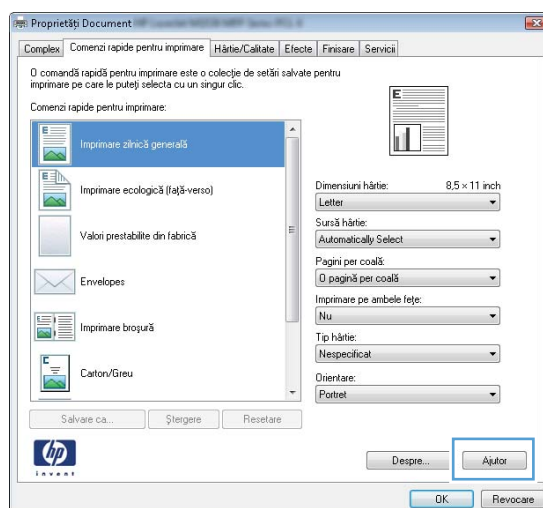 Proprietăți Document
Complex Comenzi rapide pentru imprimare Hârtie/Calitate Efecte Finisare Servicii
O comandă rapidă pentru imprimare este o colecție de setări salvate pentru
imprimare pe care le puteți selecta cu un singur clic.
Comenzi rapide pentru imprimare:
Imprimare zilnică generală
Imprimare ecologică (față-verso)
Valori prestabilite din fabrică
Envelopes
Imprimare broșură
Carton/Greu
Salvare ca... Ștergere Resetare
E
Dimensiuni hârtie: 8,5 × 11 inch
Letter
Sursă hârtie:
Automatically Select
Pagini per coală:
O pagină per coală
Imprimare pe ambele fețe:
Nu
Tip hârtie:
Nespecificat
Orientare:
Portret
hp
invent
Despre... Ajutor
OK Revocare